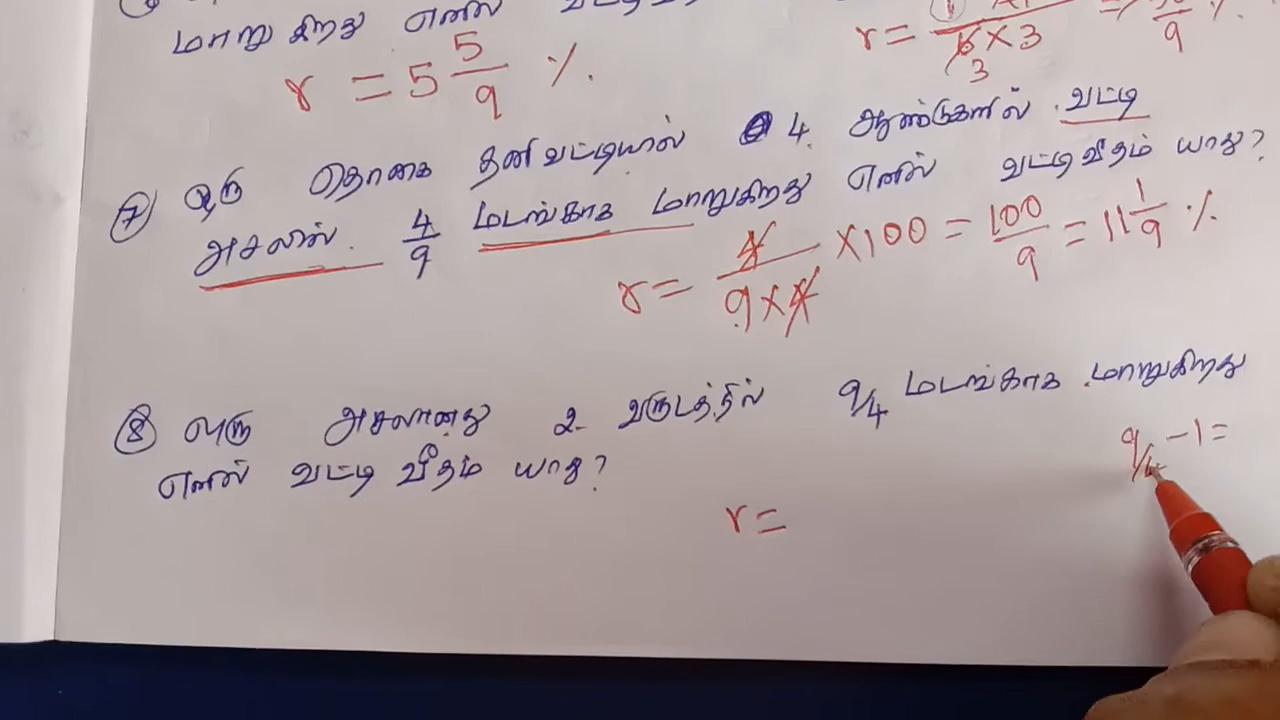 மாறுகிறது எனில்
r = 5 5/9 %.
⑦ ஒரு தொகை தனிவட்டியால் 4 ஆண்டுகளில் வட்டி
அசலில் 4/9 மடங்காக மாறுகிறது எனில் வட்டி வீதம் யாது?
r = 4/9×4 ×100 = 100/9 = 11 1/9 %
⑧ ஒரு அசலானது 2 வருடத்தில் 9/4 மடங்காக மாறுகிறது
எனில் வட்டி வீதம் யாது?
9/4 -1 =
r =